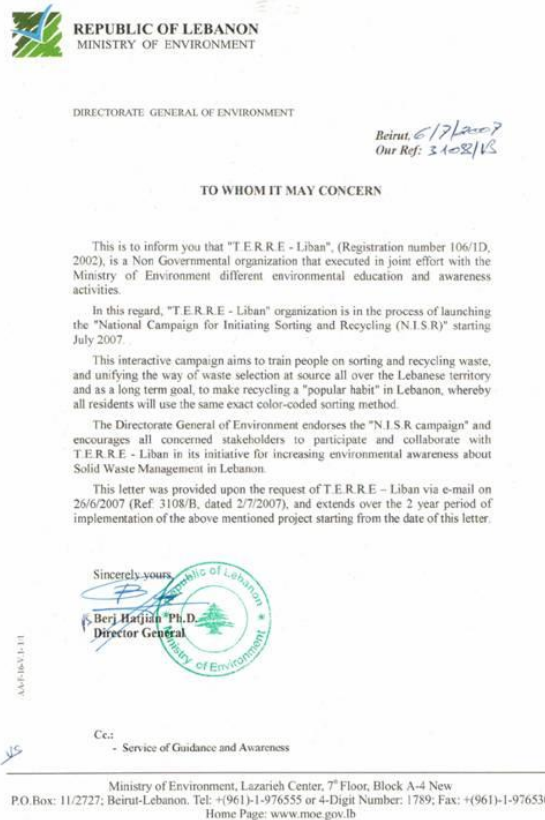 REPUBLIC OF LEBANON
MINISTRY OF ENVIRONMENT
DIRECTORATE GENERAL OF ENVIRONMENT
Beirut, 6/7/2007
Our Ref: 3108/B
TO WHOM IT MAY CONCERN
This is to inform you that "T.E.R.R.E - Liban", (Registration number 106/1D,
2002), is a Non Governmental organization that executed in joint effort with the
Ministry of Environment different environmental education and awareness
activities.
In this regard, "T.E.R.R.E - Liban" organization is in the process of launching
the "National Campaign for Initiating Sorting and Recycling (N.I.S.R)" starting
July 2007.
This interactive campaign aims to train people on sorting and recycling waste,
and unifying the way of waste selection at source all over the Lebanese territory
and as a long term goal, to make recycling a "popular habit" in Lebanon, whereby
all residents will use the same exact color-coded sorting method.
The Directorate General of Environment endorses the "N.I.S.R campaign" and
encourages all concerned stakeholders to participate and collaborate with
T.E.R.R.E - Liban in its initiative for increasing environmental awareness about
Solid Waste Management in Lebanon.
This letter was provided upon the request of T.E.R.R.E – Liban via e-mail on
26/6/2007 (Ref. 3108/B, dated 2/7/2007), and extends over the 2 year period of
implementation of the above mentioned project starting from the date of this letter.
Sincerely yours,
Berj Hatjian Ph.D.
Director General
Republic of Lebanon
Ministry of Environment
AA-F-16-V.1-1/1
Cc.:
- Service of Guidance and Awareness
Ministry of Environment, Lazarieh Center, 7° Floor, Block A-4 New
P.O.Box: 11/2727; Beirut-Lebanon. Tel: +(961)-1-976555 or 4-Digit Number: 1789; Fax: +(961)-1-976530
Home Page: www.moe.gov.lb